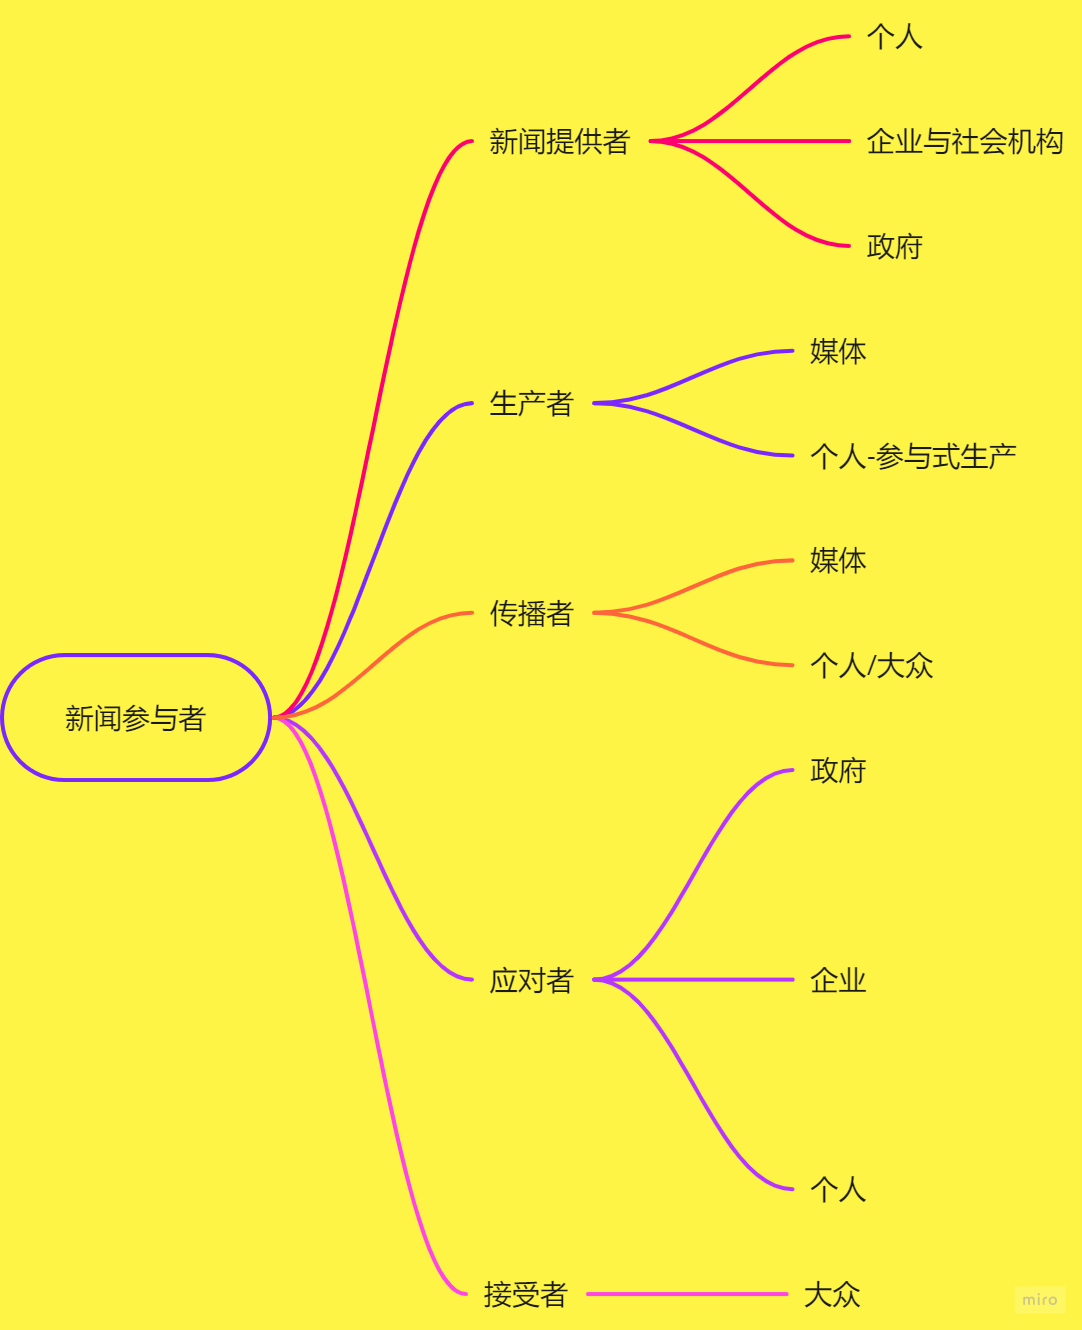 个人
新闻提供者
企业与社会机构
政府
媒体
生产者
个人-参与式生产
媒体
传播者
个人/大众
新闻参与者
政府
应对者
企业
个人
接受者
大众
miro